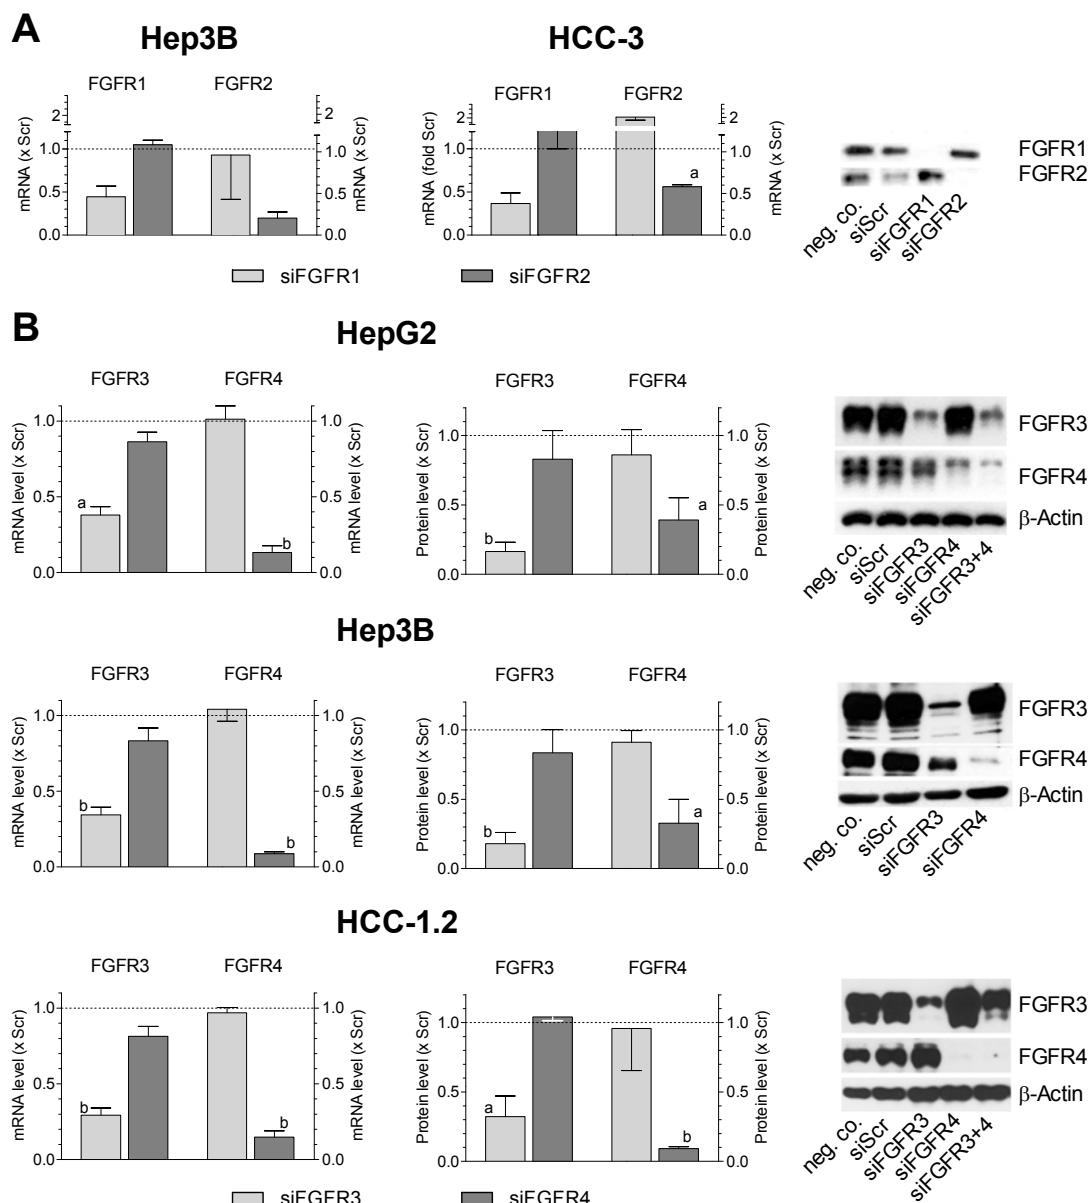 A
Hep3B
HCC-3
FGFR1 FGFR2
FGFR1 FGFR2
mRNA (x Scr)
2
1.0
0.5
0.0
2
1.0
0.5
0.0
mRNA (x Scr)
mRNA (fold Scr)
2
1.0
0.5
0.0
a
2
1.0
0.5
0.0
mRNA (x Scr)
FGFR1
FGFR2
neg. co.
siScr
siFGFR1
siFGFR2
siFGFR1 siFGFR2
B
HepG2
FGFR3 FGFR4
mRNA level (x Scr)
1.0
0.5
0.0
a
b
1.0
0.5
0.0
mRNA level (x Scr)
FGFR3 FGFR4
Protein level (x Scr)
1.0
0.5
0.0
b
a
1.0
0.5
0.0
Protein level (x Scr)
FGFR3
FGFR4
β-Actin
neg. co.
siScr
siFGFR3
siFGFR4
siFGFR3+4
Hep3B
FGFR3 FGFR4
mRNA level (x Scr)
1.0
0.5
0.0
b
b
1.0
0.5
0.0
mRNA level (x Scr)
FGFR3 FGFR4
Protein level (x Scr)
1.0
0.5
0.0
b
a
1.0
0.5
0.0
Protein level (x Scr)
FGFR3
FGFR4
β-Actin
neg. co.
siScr
siFGFR3
siFGFR4
HCC-1.2
FGFR3 FGFR4
mRNA level (x Scr)
1.0
0.5
0.0
b
b
1.0
0.5
0.0
mRNA level (x Scr)
FGFR3 FGFR4
Protein level (x Scr)
1.0
0.5
0.0
a
b
1.0
0.5
0.0
Protein level (x Scr)
FGFR3
FGFR4
β-Actin
neg. co.
siScr
siFGFR3
siFGFR4
siFGFR3+4
siFGFR3 siFGFR4